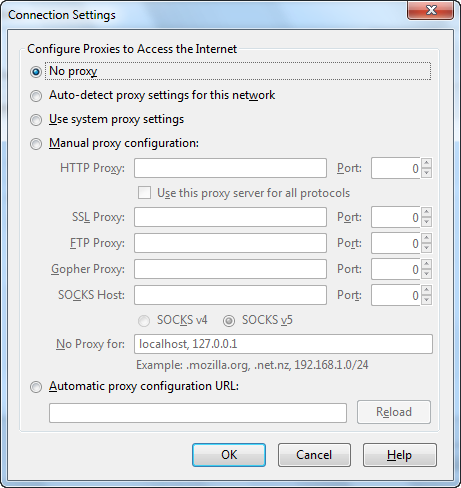 Connection Settings
Configure Proxies to Access the Internet
No proxy
Auto-detect proxy settings for this network
Use system proxy settings
Manual proxy configuration:
HTTP Proxy: Port: 0
Use this proxy server for all protocols
SSL Proxy: Port: 0
FTP Proxy: Port: 0
Gopher Proxy: Port: 0
SOCKS Host: Port: 0
SOCKS v4 SOCKS v5
No Proxy for: localhost, 127.0.0.1
Example: .mozilla.org, .net.nz, 192.168.1.0/24
Automatic proxy configuration URL:
Reload
OK Cancel Help